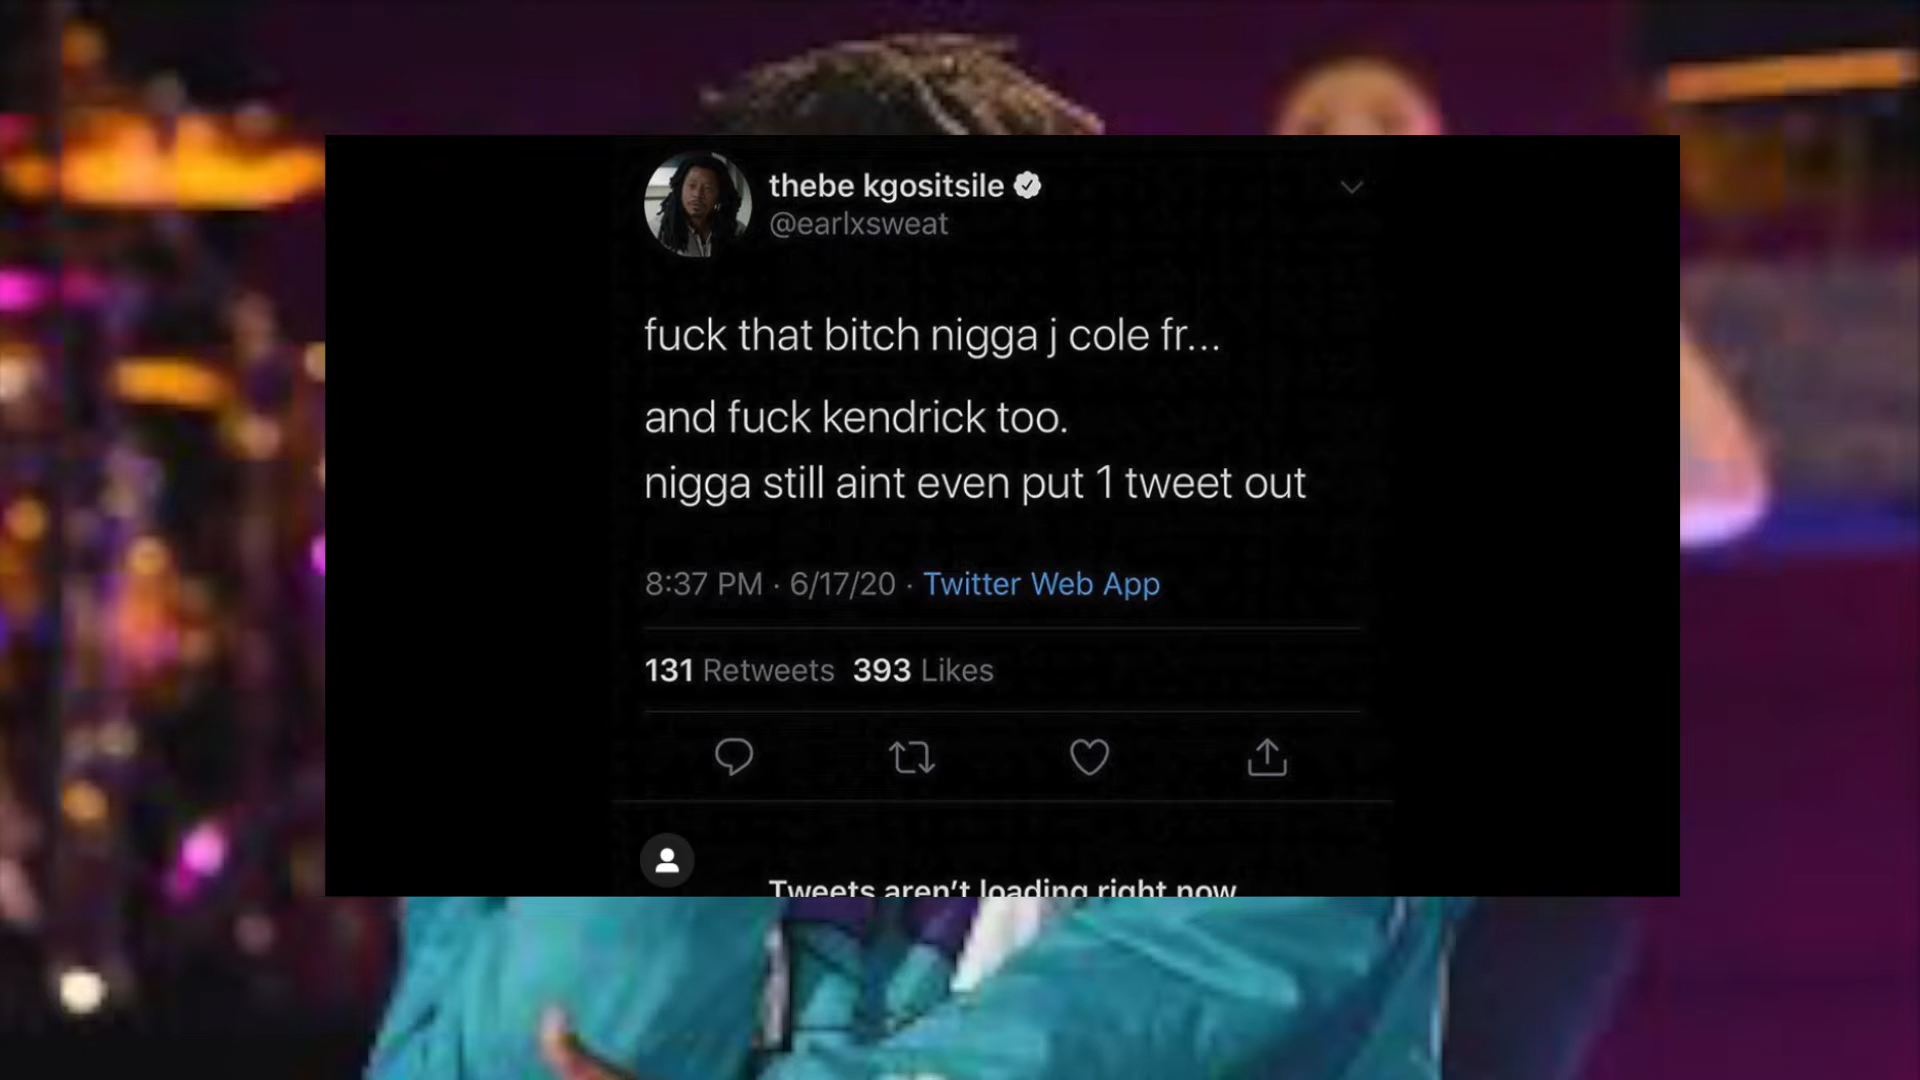 thebe kgositsile
@earlxsweat
fuck that bitch nigga j cole fr...
and fuck kendrick too.
nigga still aint even put 1 tweet out
8:37 PM · 6/17/20 · Twitter Web App
131 Retweets 393 Likes
Tweets aren't loading right now